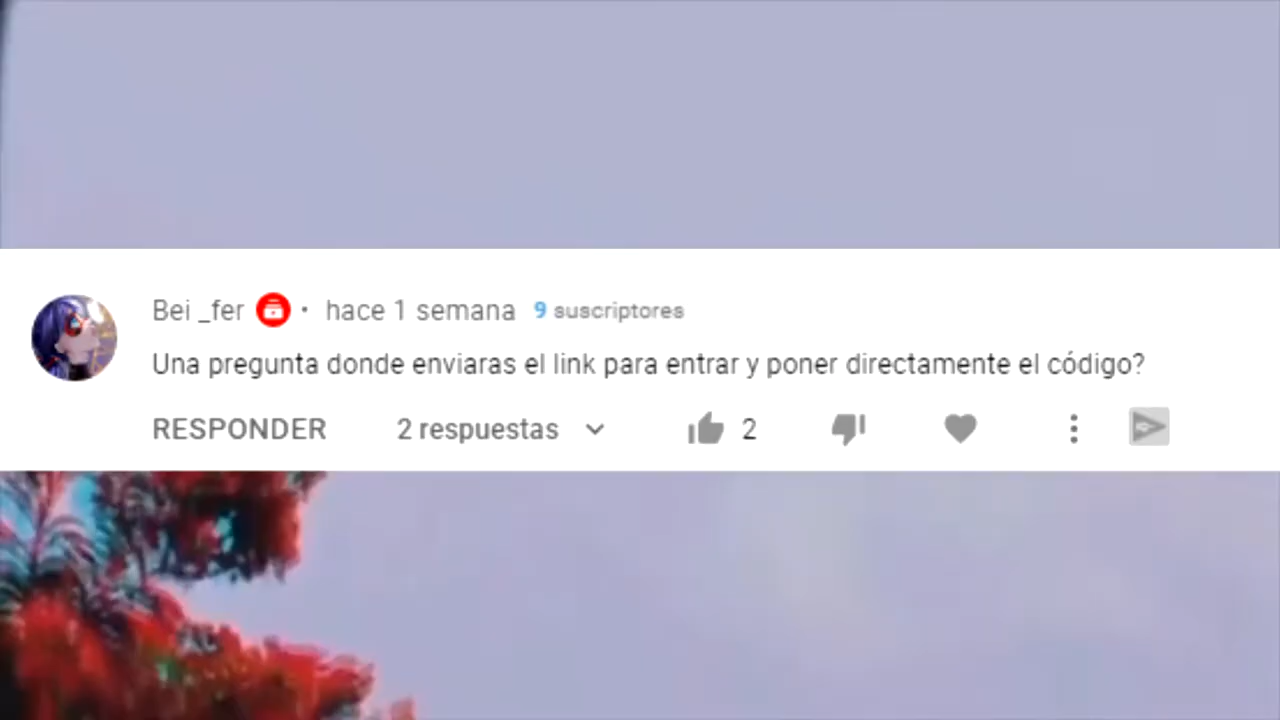 Bei _fer · hace 1 semana 9 suscriptores
Una pregunta donde enviaras el link para entrar y poner directamente el código?
RESPONDER 2 respuestas 2